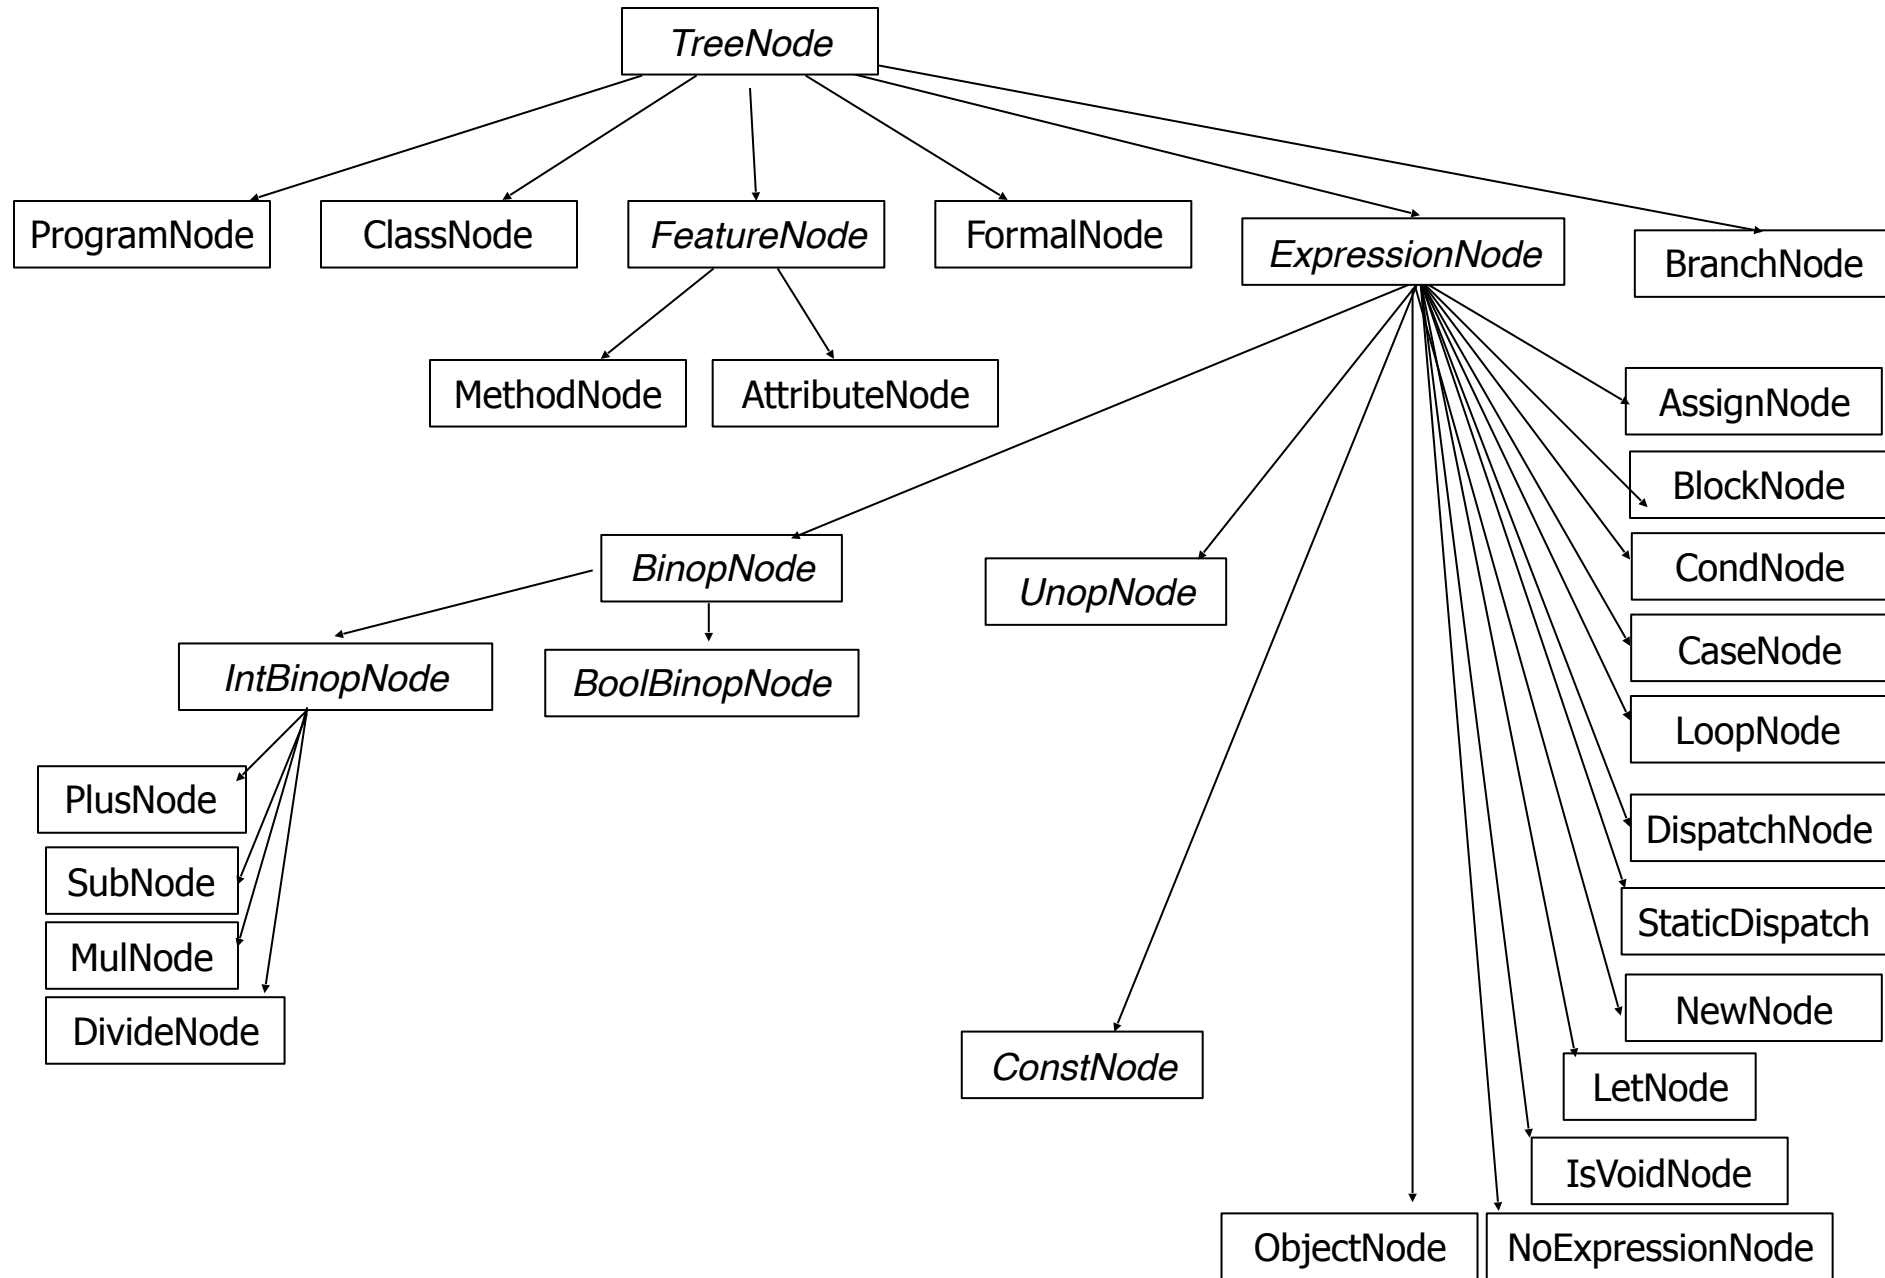 TreeNode
ProgramNode
ClassNode
FeatureNode
FormalNode
ExpressionNode
BranchNode
MethodNode
AttributeNode
AssignNode
BlockNode
BinopNode
UnopNode
CondNode
IntBinopNode
BoolBinopNode
CaseNode
LoopNode
PlusNode
DispatchNode
SubNode
StaticDispatch
MulNode
NewNode
DivideNode
ConstNode
LetNode
IsVoidNode
ObjectNode
NoExpressionNode